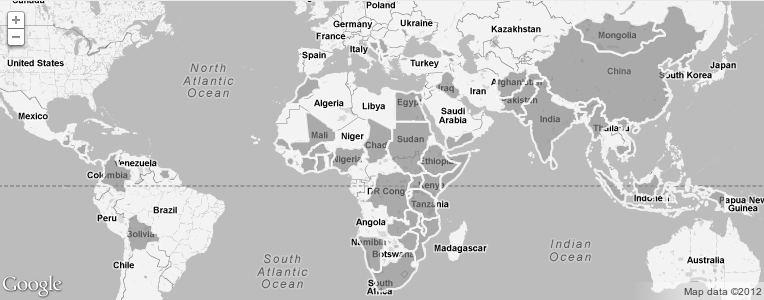 Canada
Poland
Germany
Ukraine
France
Kazakhstan
Mongolia
Italy
United States
Spain
Turkey
Japan
China
South Korea
North
Atlantic
Ocean
Afghanistan
Iraq
Iran
Algeria
Libya
Egypt
Pakistan
Mexico
Saudi
Arabia
India
Thailand
Mali
Niger
Chad
Sudan
Nigeria
Ethiopia
Venezuela
Colombia
DR Congo
Kenya
Tanzania
Indonesia
Papua New
Guinea
Peru
Brazil
Angola
Bolivia
Namibia
Botswana
Madagascar
Indian
Ocean
Chile
South
Atlantic
Ocean
Australia
South
Africa
Google
Map data ©2012